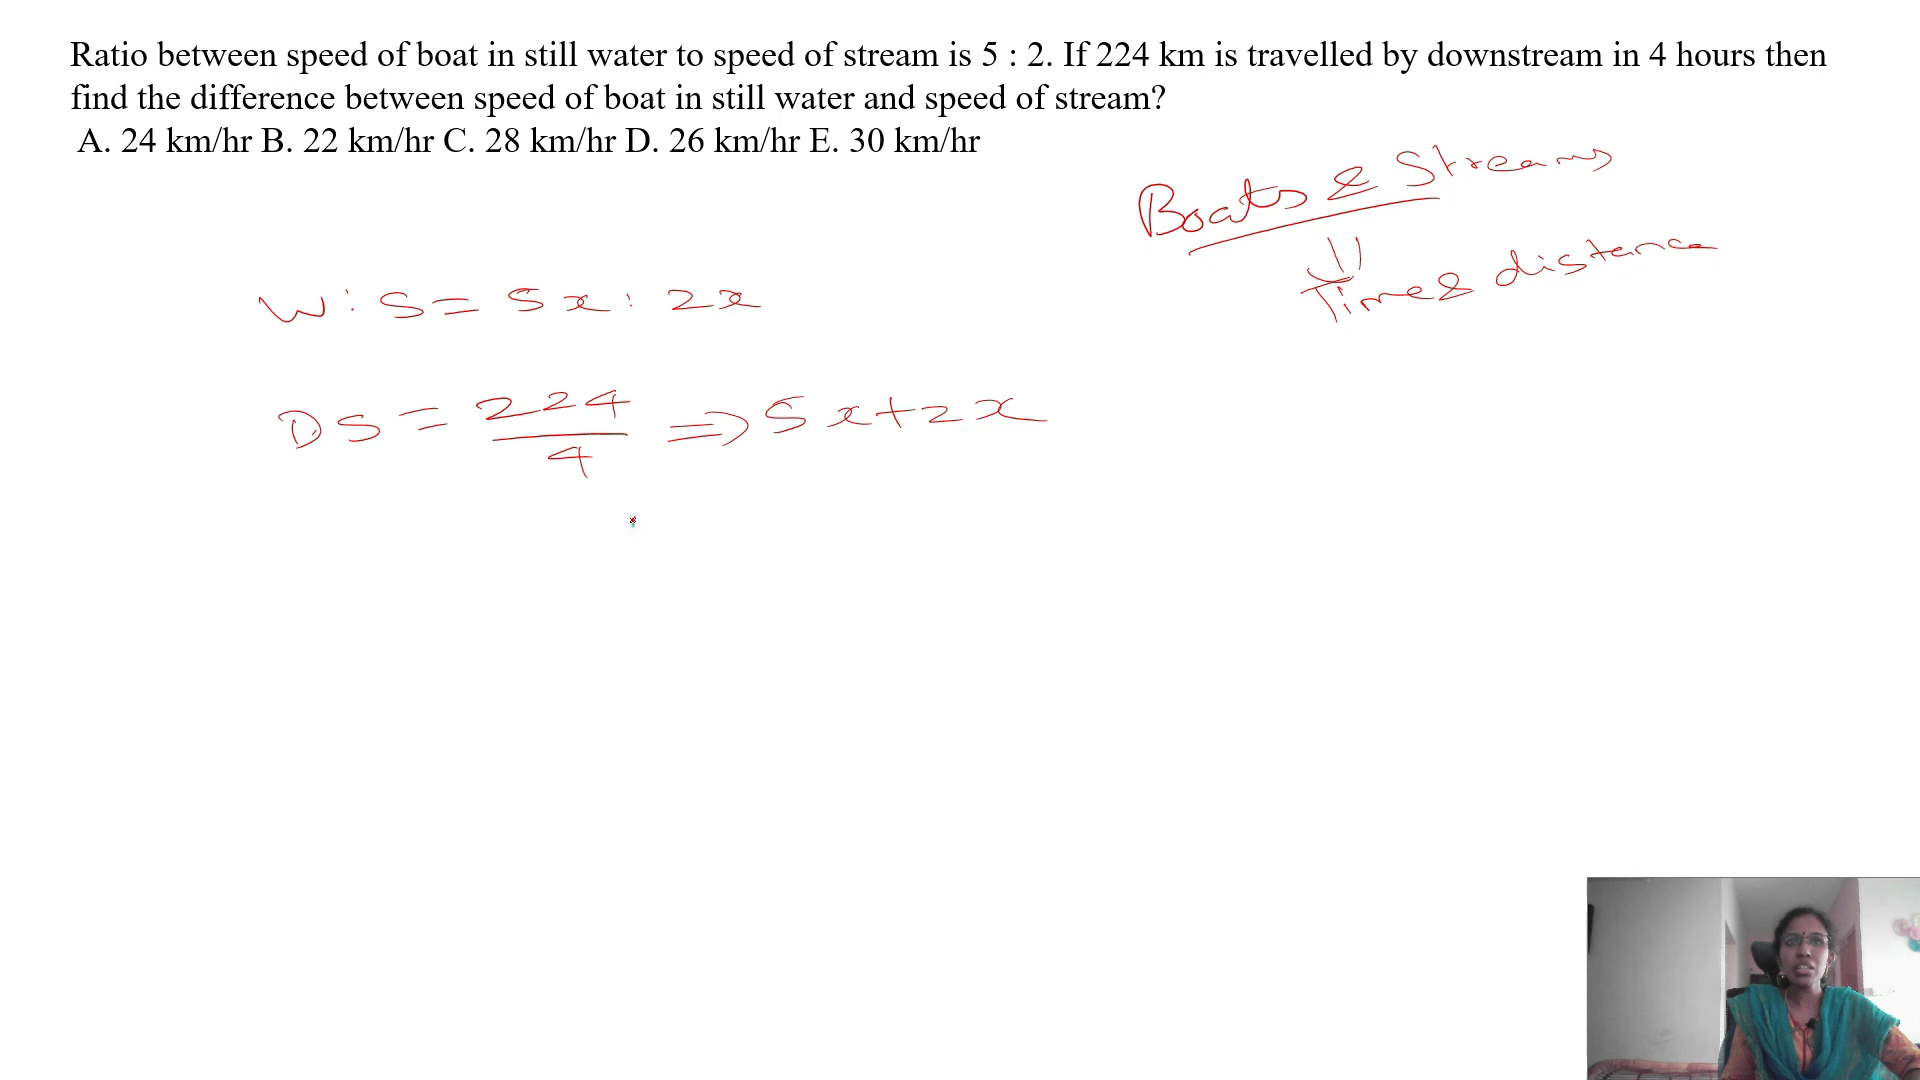 Ratio between speed of boat in still water to speed of stream is 5 : 2. If 224 km is travelled by downstream in 4 hours then
find the difference between speed of boat in still water and speed of stream?
A. 24 km/hr B. 22 km/hr C. 28 km/hr D. 26 km/hr E. 30 km/hr
Boats & Streams
⇓
Time & distance
W : S = 5x : 2x
DS = 224/4 ⇒ 5x+2x